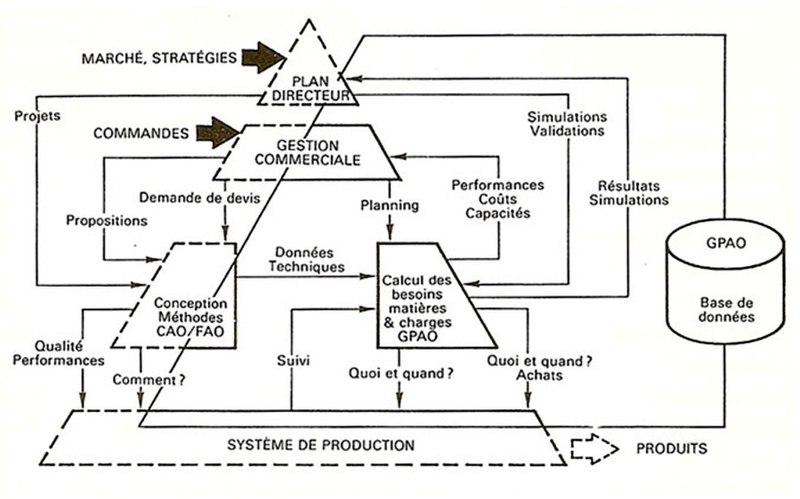 MARCHÉ, STRATÉGIES
PLAN
DIRECTEUR
Projets
COMMANDES
Simulations
Validations
GESTION
COMMERCIALE
Demande de devis
Planning
Performances
Coûts
Capacités
Résultats
Simulations
Propositions
Données
Techniques
GPAO
Base de
données
Conception
Méthodes
CAO/FAO
Calcul des
besoins
matières
& charges
GPAO
Qualité
Performances
Comment ?
Suivi
Quoi et quand ?
Quoi et quand ?
Achats
SYSTÈME DE PRODUCTION
PRODUITS